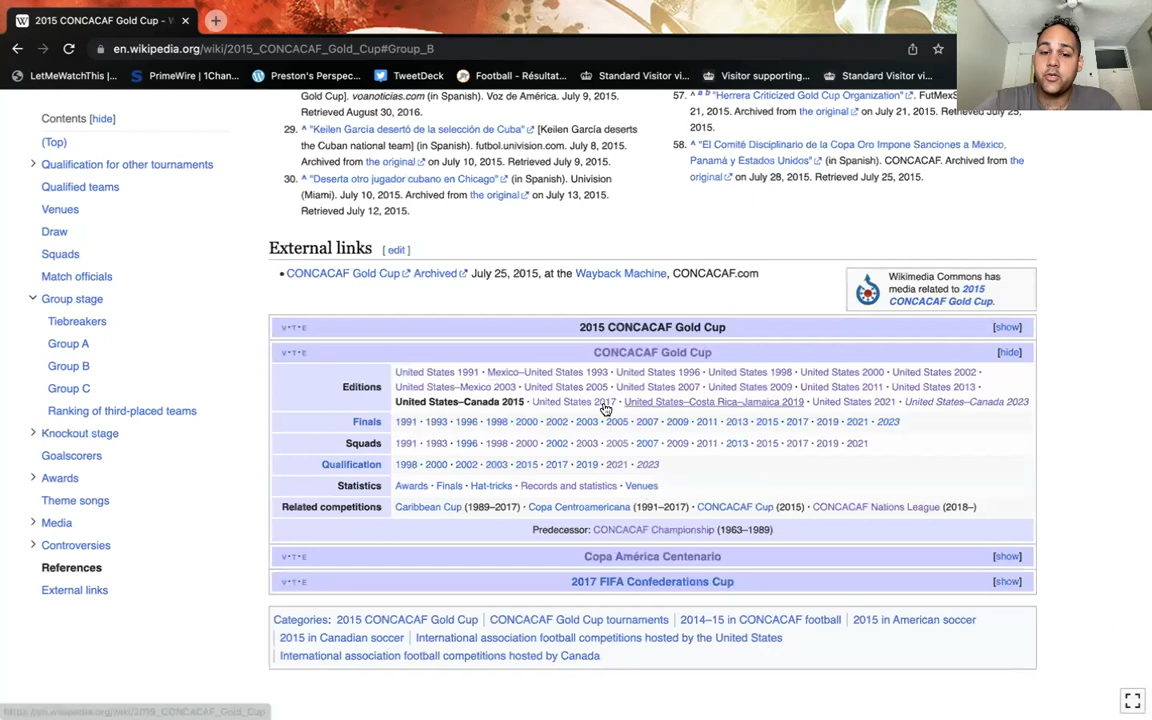 2015 CONCACAF Gold Cup - W
en.wikipedia.org/wiki/2015_CONCACAF_Gold_Cup#Group_B
LetMeWatchThis |...
PrimeWire | 1Chan...
Preston's Perspec...
TweetDeck
Football - Résultat...
Standard Visitor vi...
Visitor supporting...
Standard Visitor vi...
Contents [hide]
(Top)
Qualification for other tournaments
Qualified teams
Venues
Draw
Squads
Match officials
Group stage
Tiebreakers
Group A
Group B
Group C
Ranking of third-placed teams
Knockout stage
Goalscorers
Awards
Theme songs
Media
Controversies
References
External links
Gold Cup]. voanoticias.com (in Spanish). Voz de América. July 9, 2015.
Retrieved August 30, 2016.
29. ^ "Keilen García desertó de la selección de Cuba" [Keilen García deserts
the Cuban national team] (in Spanish). futbol.univision.com. July 8, 2015.
Archived from the original on July 10, 2015. Retrieved July 9, 2015.
30. ^ "Deserta otro jugador cubano en Chicago" (in Spanish). Univision
(Miami). July 10, 2015. Archived from the original on July 13, 2015.
Retrieved July 12, 2015.
57. ^ a b "Herrera Criticized Gold Cup Organization". FutMexS
21, 2015. Archived from the original on July 21, 2015. Retrieved
2015.
58. ^ "El Comité Disciplinario de la Copa Oro Impone Sanciones a México,
Panamá y Estados Unidos" (in Spanish). CONCACAF. Archived from the
original on July 28, 2015. Retrieved July 25, 2015.
External links [ edit ]
• CONCACAF Gold Cup Archived July 25, 2015, at the Wayback Machine, CONCACAF.com
Wikimedia Commons has
media related to 2015
CONCACAF Gold Cup.
V·T·E 2015 CONCACAF Gold Cup [show]
V·T·E CONCACAF Gold Cup [hide]
Editions
United States 1991 · Mexico–United States 1993 · United States 1996 · United States 1998 · United States 2000 · United States 2002 ·
United States–Mexico 2003 · United States 2005 · United States 2007 · United States 2009 · United States 2011 · United States 2013 ·
United States–Canada 2015 · United States 2017 · United States–Costa Rica–Jamaica 2019 · United States 2021 · United States–Canada 2023
Finals 1991 · 1993 · 1996 · 1998 · 2000 · 2002 · 2003 · 2005 · 2007 · 2009 · 2011 · 2013 · 2015 · 2017 · 2019 · 2021 · 2023
Squads 1991 · 1993 · 1996 · 1998 · 2000 · 2002 · 2003 · 2005 · 2007 · 2009 · 2011 · 2013 · 2015 · 2017 · 2019 · 2021
Qualification 1998 · 2000 · 2002 · 2003 · 2015 · 2017 · 2019 · 2021 · 2023
Statistics Awards · Finals · Hat-tricks · Records and statistics · Venues
Related competitions Caribbean Cup (1989–2017) · Copa Centroamericana (1991–2017) · CONCACAF Cup (2015) · CONCACAF Nations League (2018–)
Predecessor: CONCACAF Championship (1963–1989)
V·T·E Copa América Centenario [show]
V·T·E 2017 FIFA Confederations Cup [show]
Categories: 2015 CONCACAF Gold Cup | CONCACAF Gold Cup tournaments | 2014–15 in CONCACAF football | 2015 in American soccer
| 2015 in Canadian soccer | International association football competitions hosted by the United States
| International association football competitions hosted by Canada
https://en.wikipedia.org/wiki/2019_CONCACAF_Gold_Cup